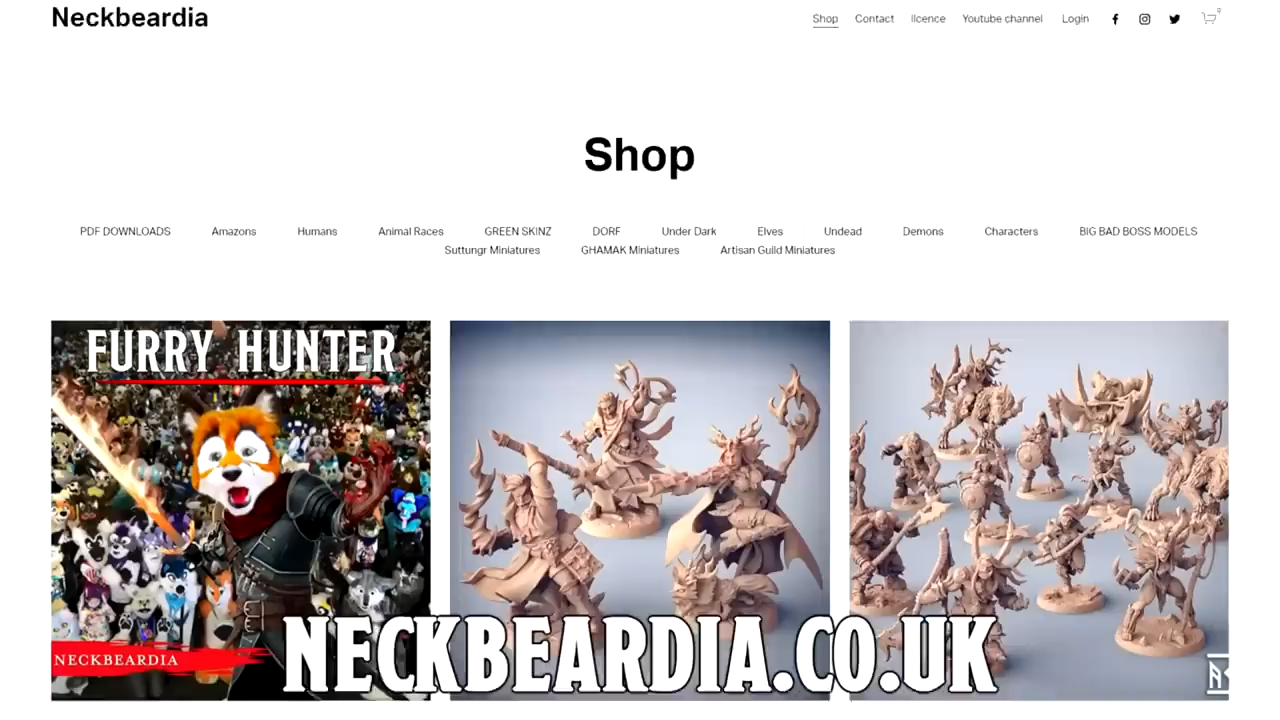 Neckbeardia
Shop Contact licence Youtube channel Login
0
Shop
PDF DOWNLOADS Amazons Humans Animal Races GREEN SKINZ DORF Under Dark Elves Undead Demons Characters BIG BAD BOSS MODELS
Suttungr Miniatures GHAMAK Miniatures Artisan Guild Miniatures
FURRY HUNTER
NECKBEARDIA
NECKBEARDIA.CO.UK